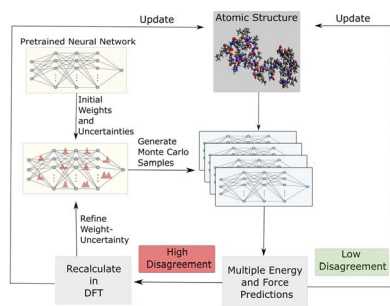 Update
Atomic Structure
Update
Pretrained Neural Network
Initial
Weights
and
Uncertainties
Generate
Monte Carlo
Samples
Refine
Weight-
Uncertainty
High
Disagreement
Low
Disagreement
Recalculate
in
DFT
Multiple Energy
and Force
Predictions